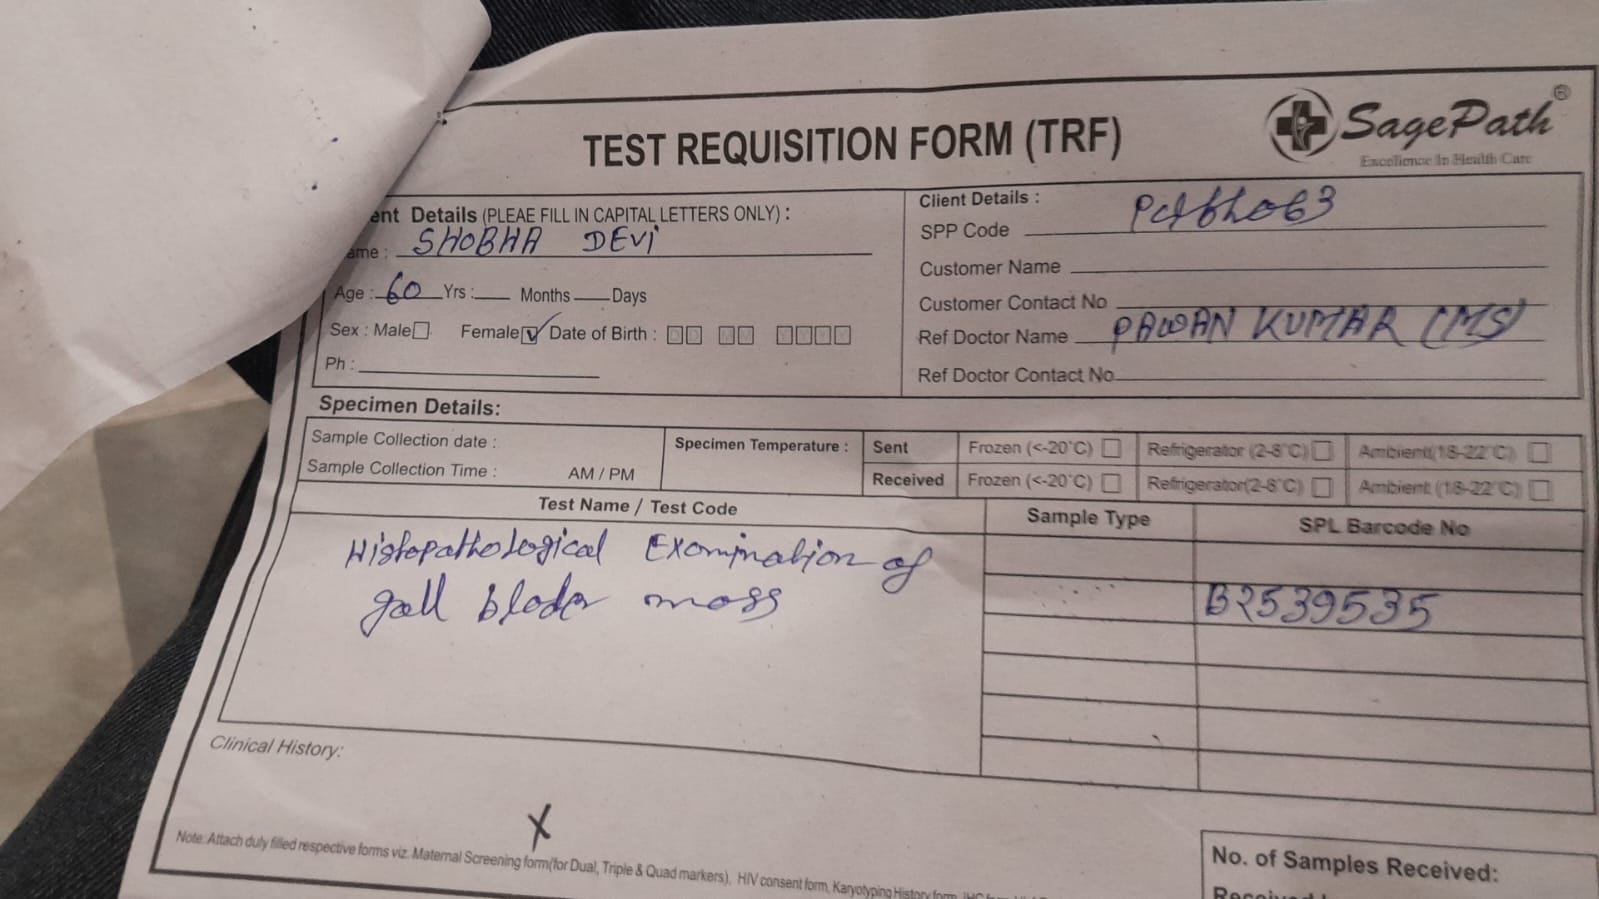 TEST REQUISITION FORM (TRF)
SagePath®
Excellence In Health Care
ent Details (PLEAE FILL IN CAPITAL LETTERS ONLY) :
ame : SHOBHA DEVI
Age : 60 Yrs : Months Days
Sex : Male Female Date of Birth : DD MM YYYY
Ph :
Client Details :
SPP Code
Customer Name
Customer Contact No
Ref Doctor Name PAWAN KUMAR (MS)
Ref Doctor Contact No
Specimen Details:
Sample Collection date :
Sample Collection Time : AM / PM
Specimen Temperature :
Sent Frozen (<-20°C) Refrigerator (2-8°C) Ambient(18-22°C)
Received Frozen (<-20°C) Refrigerator(2-8°C) Ambient (18-22°C)
Test Name / Test Code
Sample Type
SPL Barcode No
Histopathological Examination of
gall blader mass
B2539535
Clinical History:
X
Note: Attach duly filled respective forms viz. Maternal Screening form(for Dual, Triple & Quad markers), HIV consent form, Karyotyping History form,
No. of Samples Received:
Received